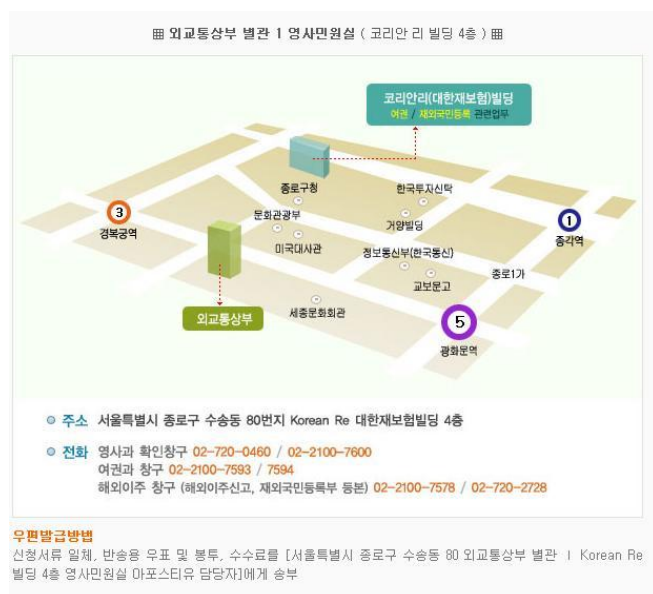 ▦ 외교통상부 별관 1 영사민원실 ( 코리안 리 빌딩 4층 ) ▦
코리안리(대한재보험)빌딩
여권 / 재외국민등록 관련업무
종로구청
한국투자신탁
3
경복궁역
문화관광부
거양빌딩
1
종각역
미국대사관
정보통신부(한국통신)
종로1가
교보문고
외교통상부
세종문화회관
5
광화문역
주소 서울특별시 종로구 수송동 80번지 Korean Re 대한재보험빌딩 4층
전화 영사과 확인창구 02-720-0460 / 02-2100-7600
여권과 창구 02-2100-7593 / 7594
해외이주 창구 (해외이주신고, 재외국민등록부 등본) 02-2100-7578 / 02-720-2728
우편발급방법
신청서류 일체, 반송용 우표 및 봉투, 수수료를 [서울특별시 종로구 수송동 80 외교통상부 별관 Ⅰ Korean Re
빌딩 4층 영사민원실 아포스티유 담당자]에게 송부